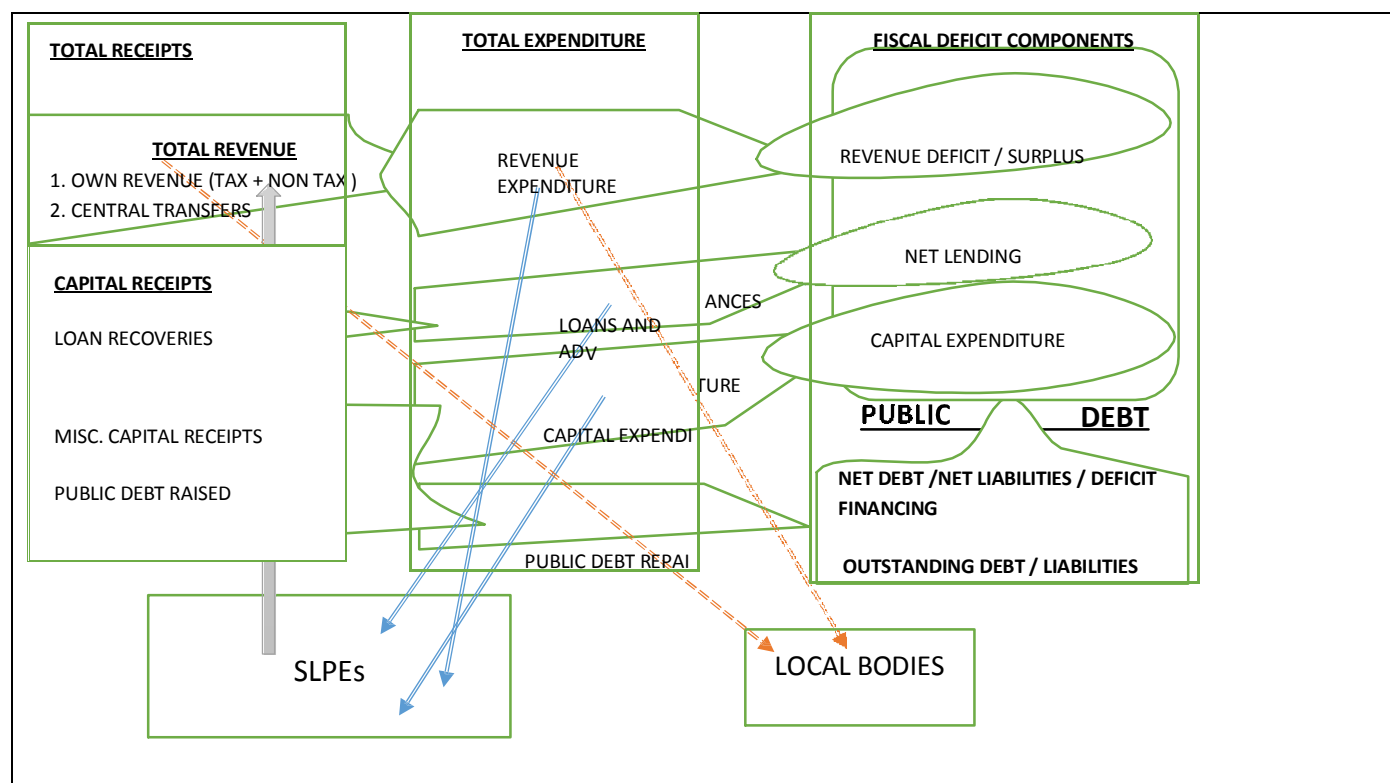 TOTAL RECEIPTS
TOTAL REVENUE
1. OWN REVENUE (TAX + NON TAX )
2. CENTRAL TRANSFERS
CAPITAL RECEIPTS
LOAN RECOVERIES
MISC. CAPITAL RECEIPTS
PUBLIC DEBT RAISED
TOTAL EXPENDITURE
REVENUE
EXPENDITURE
ANCES
LOANS AND
ADV
TURE
CAPITAL EXPENDI
PUBLIC DEBT REPAI
FISCAL DEFICIT COMPONENTS
REVENUE DEFICIT / SURPLUS
NET LENDING
CAPITAL EXPENDITURE
PUBLIC DEBT
NET DEBT /NET LIABILITIES / DEFICIT
FINANCING
OUTSTANDING DEBT / LIABILITIES
SLPEs
LOCAL BODIES